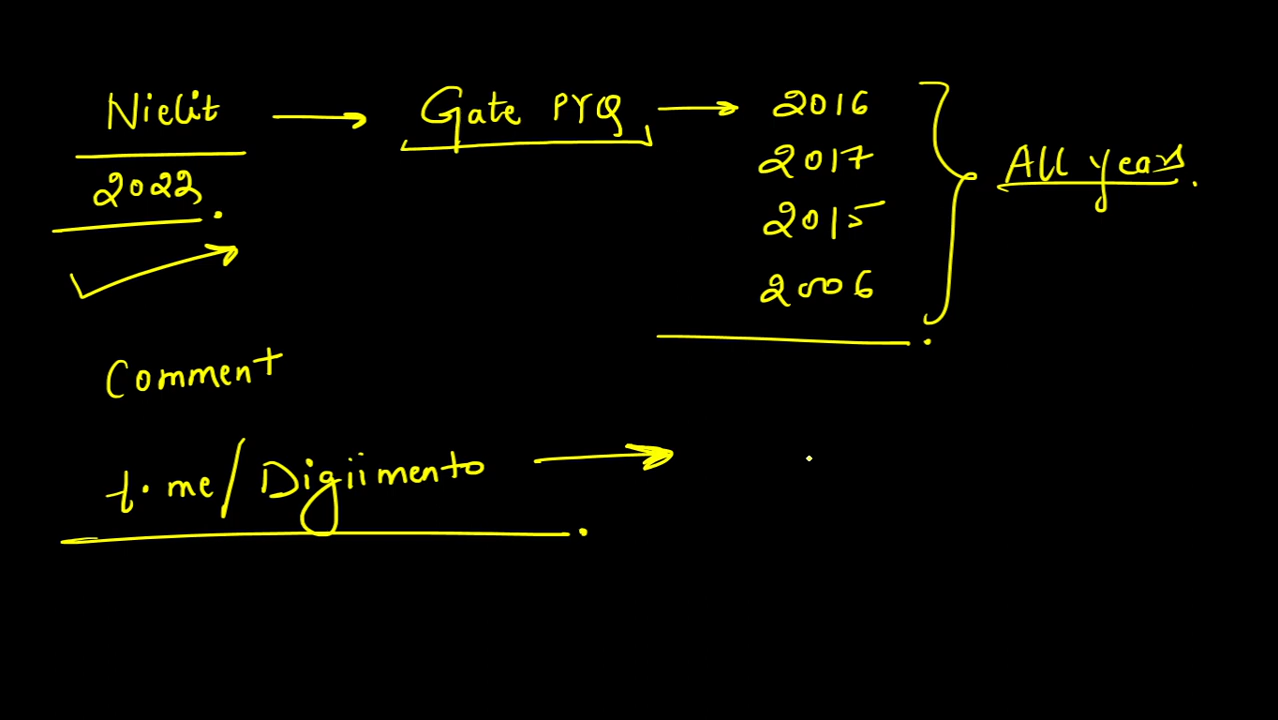 Nielit → Gate PYQ → 2016
2022.
2017
2015
2006
All years.
Comment
t.me/Digiimento →